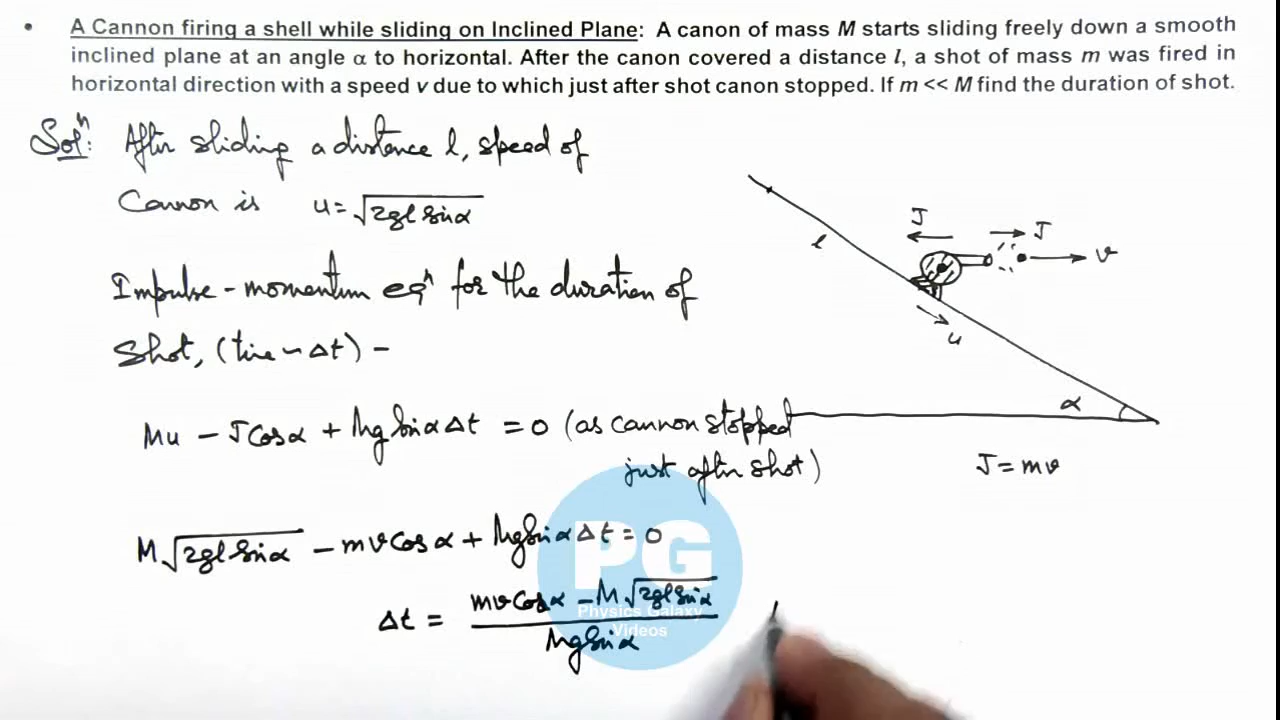 • A Cannon firing a shell while sliding on Inclined Plane: A canon of mass M starts sliding freely down a smooth
inclined plane at an angle α to horizontal. After the canon covered a distance l, a shot of mass m was fired in
horizontal direction with a speed v due to which just after shot canon stopped. If m << M find the duration of shot.
Solⁿ: After sliding a distance l, speed of
Cannon is u = √2gl sinα
Impulse - momentum eqⁿ for the duration of
Shot, (time ~ Δt) -
Mu - J cosα + Mg sinα Δt = 0 (as cannon stopped
just after shot)
M√2gl sinα - mv cosα + Mg sinα Δt = 0
Δt = mv cosα - M√2gl sinα
Mg sinα
l
J
J
v
u
α
J = mv
PG
Physics Galaxy
Videos